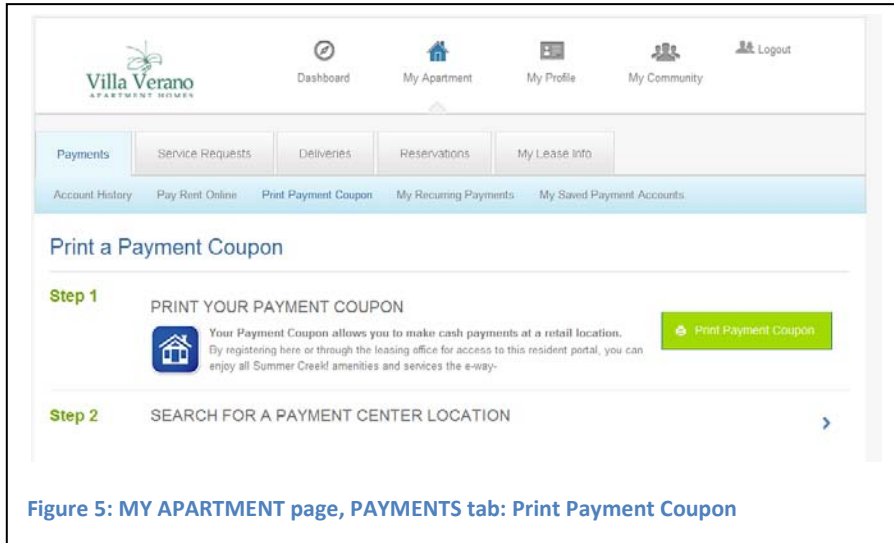 Villa Verano
APARTMENT HOMES
Dashboard
My Apartment
My Profile
My Community
Logout
Payments
Service Requests
Deliveries
Reservations
My Lease Info
Account History
Pay Rent Online
Print Payment Coupon
My Recurring Payments
My Saved Payment Accounts
Print a Payment Coupon
Step 1
PRINT YOUR PAYMENT COUPON
Your Payment Coupon allows you to make cash payments at a retail location.
By registering here or through the leasing office for access to this resident portal, you can
enjoy all Summer Creek! amenities and services the e-way-
Print Payment Coupon
Step 2
SEARCH FOR A PAYMENT CENTER LOCATION
Figure 5: MY APARTMENT page, PAYMENTS tab: Print Payment Coupon